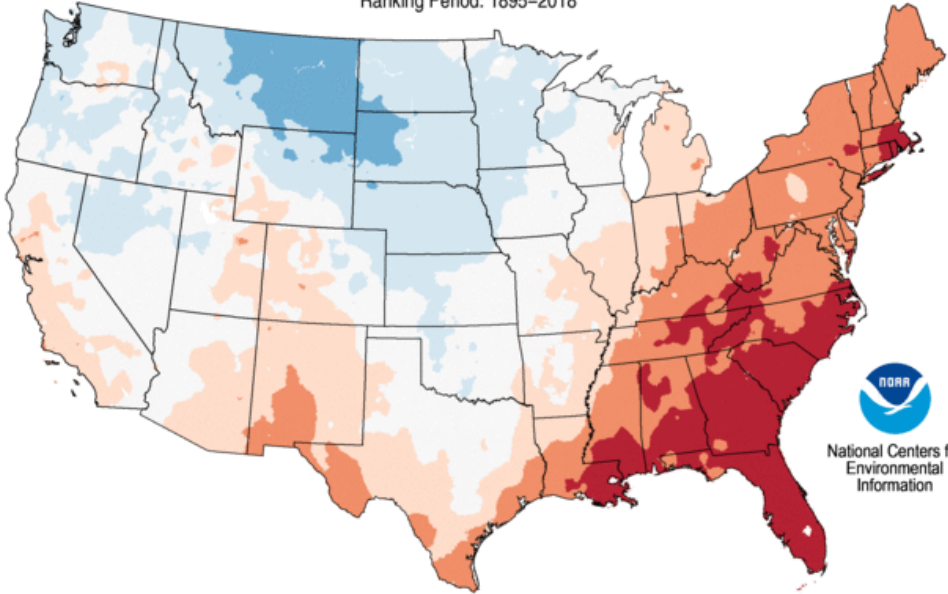 Ranking Period: 1895–2018
NOAA
National Centers f
Environmental
Information